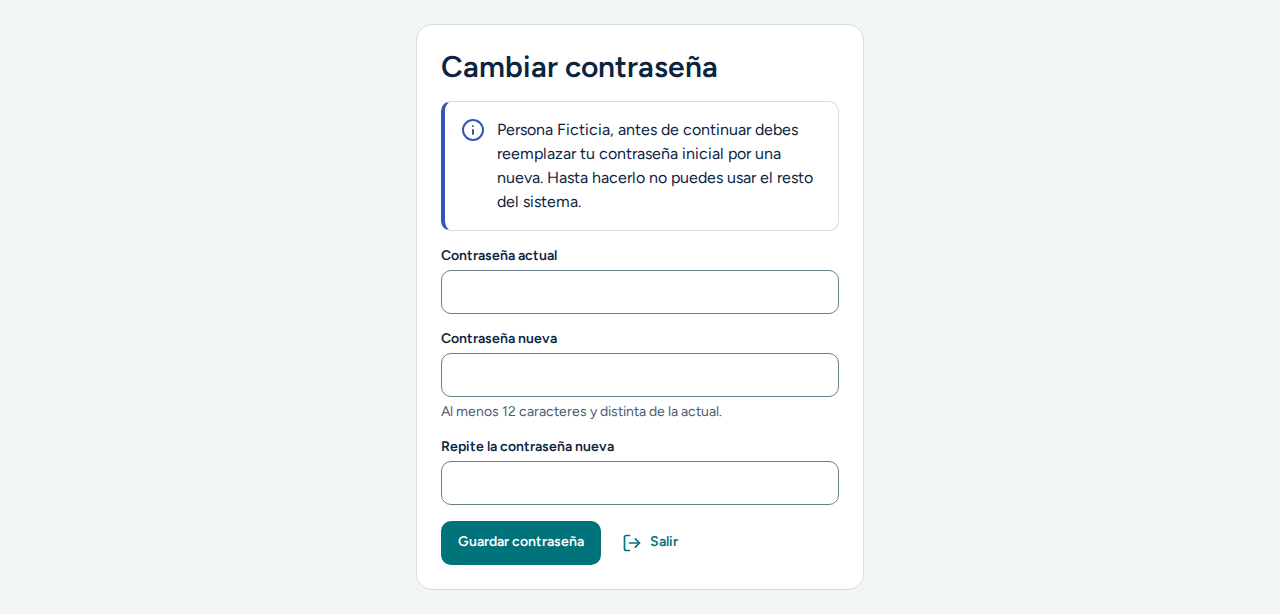 Cambiar contraseña
Persona Ficticia, antes de continuar debes
reemplazar tu contraseña inicial por una
nueva. Hasta hacerlo no puedes usar el resto
del sistema.
Contraseña actual
Contraseña nueva
Al menos 12 caracteres y distinta de la actual.
Repite la contraseña nueva
Guardar contraseña
Salir